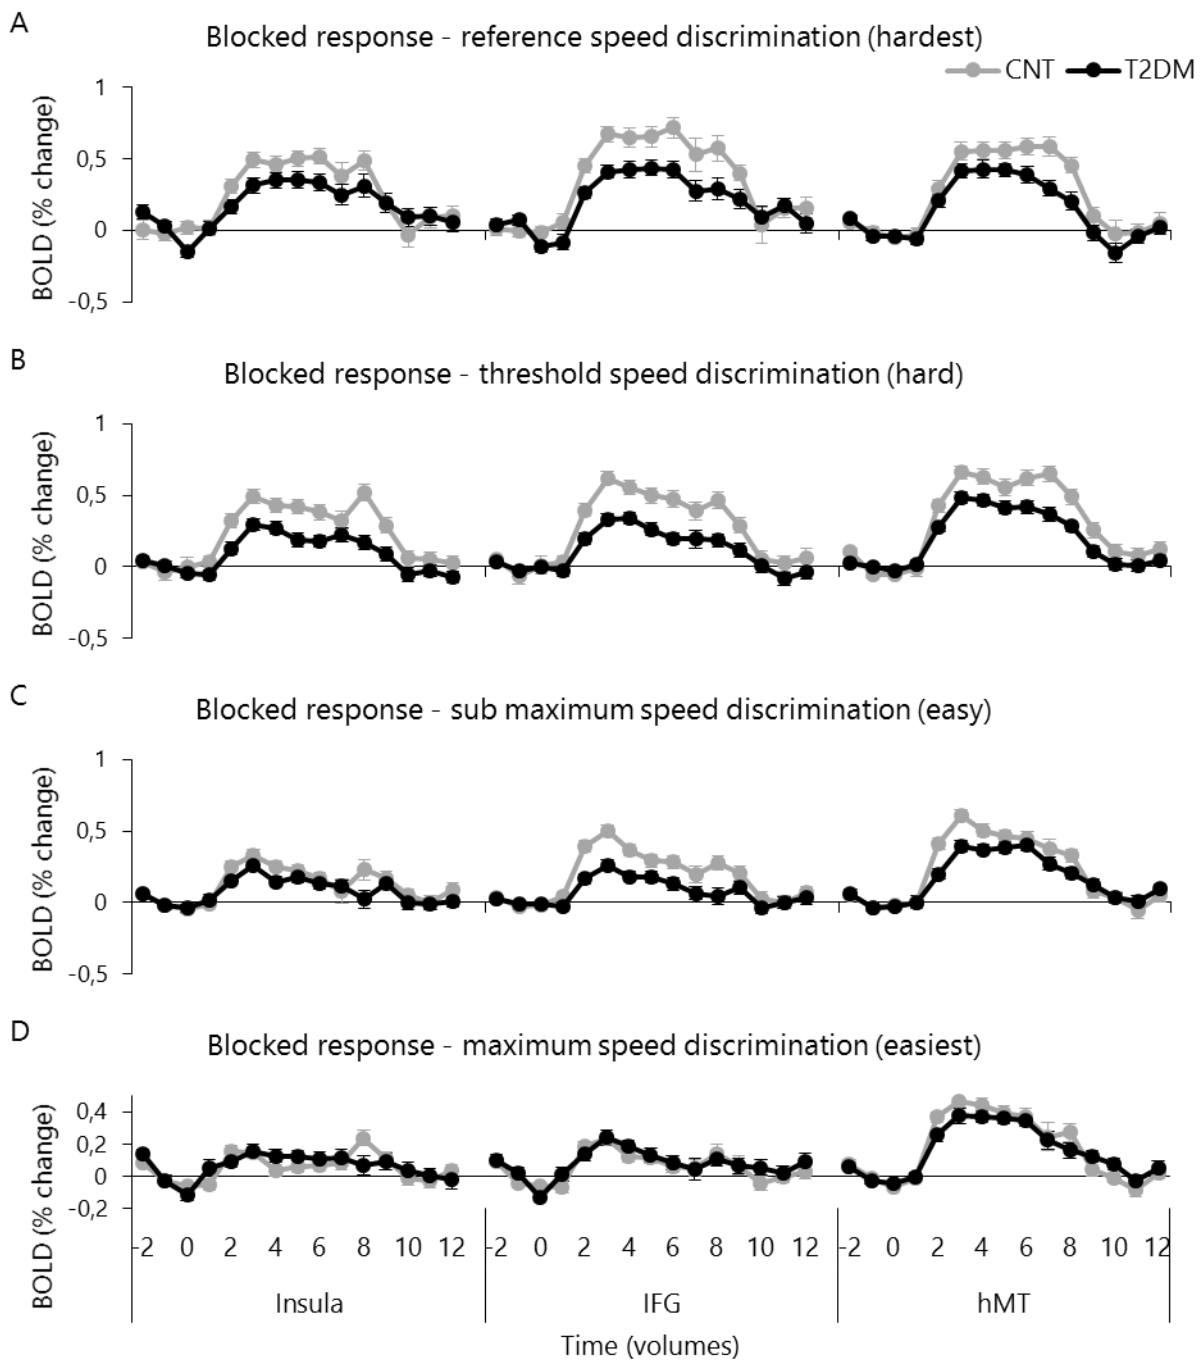 A
Blocked response - reference speed discrimination (hardest)
CNT T2DM
BOLD (% change)
1
0,5
0
-0,5
B
Blocked response - threshold speed discrimination (hard)
BOLD (% change)
1
0,5
0
-0,5
C
Blocked response - sub maximum speed discrimination (easy)
BOLD (% change)
1
0,5
0
-0,5
D
Blocked response - maximum speed discrimination (easiest)
BOLD (% change)
0,4
0,2
0
-0,2
-2 0 2 4 6 8 10 12 -2 0 2 4 6 8 10 12 -2 0 2 4 6 8 10 12
Insula IFG hMT
Time (volumes)